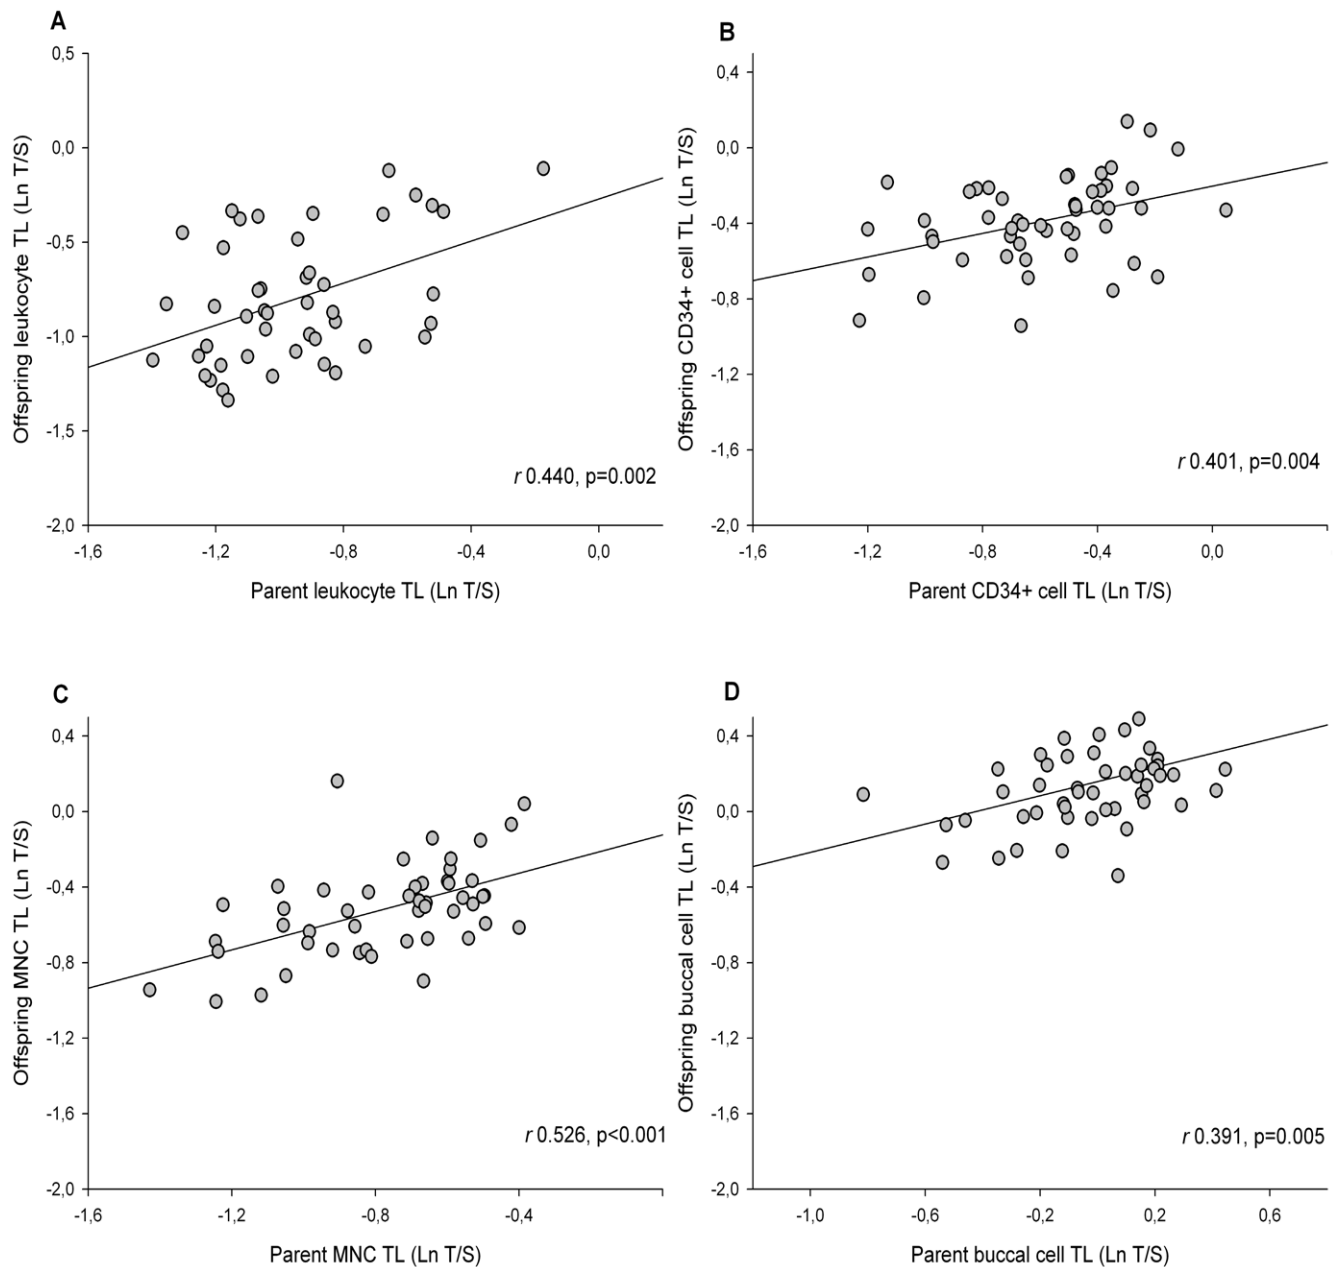 A
Offspring leukocyte TL (Ln T/S)
0,5
0,0
-0,5
-1,0
-1,5
-2,0
r 0.440, p=0.002
-1,6 -1,2 -0,8 -0,4 0,0
Parent leukocyte TL (Ln T/S)
B
Offspring CD34+ cell TL (Ln T/S)
0,4
0,0
-0,4
-0,8
-1,2
-1,6
-2,0
r 0.401, p=0.004
-1,6 -1,2 -0,8 -0,4 0,0
Parent CD34+ cell TL (Ln T/S)
C
Offspring MNC TL (Ln T/S)
0,4
0,0
-0,4
-0,8
-1,2
-1,6
-2,0
r 0.526, p<0.001
-1,6 -1,2 -0,8 -0,4
Parent MNC TL (Ln T/S)
D
Offspring buccal cell TL (Ln T/S)
0,4
0,0
-0,4
-0,8
-1,2
-1,6
-2,0
r 0.391, p=0.005
-1,0 -0,6 -0,2 0,2 0,6
Parent buccal cell TL (Ln T/S)